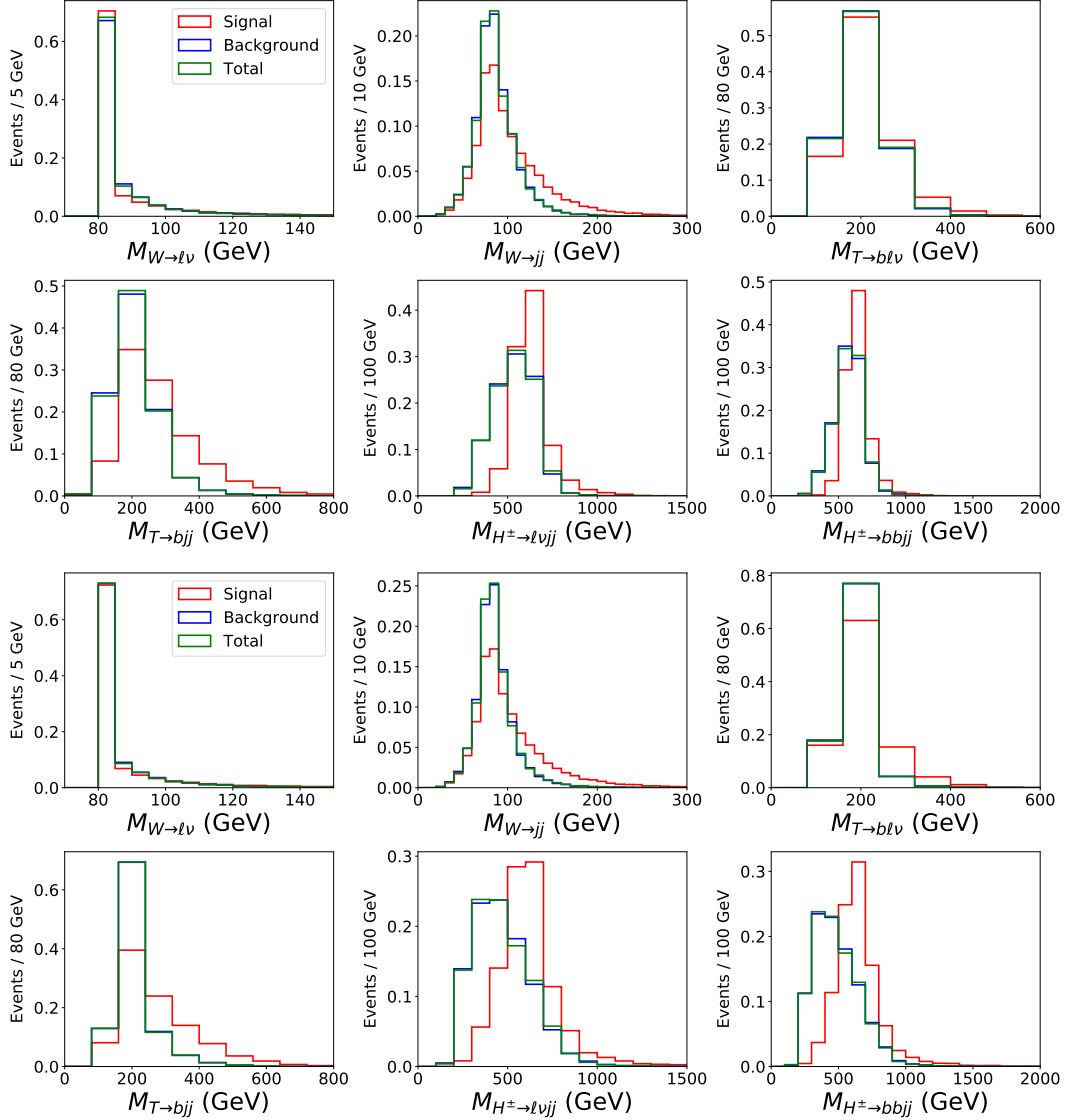 Events / 5 GeV
0.0
0.2
0.4
0.6
80 100 120 140
M_{W→ℓν} (GeV)
Signal
Background
Total
Events / 10 GeV
0.00
0.05
0.10
0.15
0.20
0 100 200 300
M_{W→jj} (GeV)
Events / 80 GeV
0.0
0.1
0.2
0.3
0.4
0.5
0 200 400 600
M_{T→bℓν} (GeV)
Events / 80 GeV
0.0
0.1
0.2
0.3
0.4
0.5
0 200 400 600 800
M_{T→bjj} (GeV)
Events / 100 GeV
0.0
0.1
0.2
0.3
0.4
0 500 1000 1500
M_{H±→ℓνjj} (GeV)
Events / 100 GeV
0.0
0.1
0.2
0.3
0.4
0.5
0 500 1000 1500 2000
M_{H±→bbjj} (GeV)
Events / 5 GeV
0.0
0.2
0.4
0.6
80 100 120 140
M_{W→ℓν} (GeV)
Signal
Background
Total
Events / 10 GeV
0.00
0.05
0.10
0.15
0.20
0.25
0 100 200 300
M_{W→jj} (GeV)
Events / 80 GeV
0.0
0.2
0.4
0.6
0.8
0 200 400 600
M_{T→bℓν} (GeV)
Events / 80 GeV
0.0
0.2
0.4
0.6
0 200 400 600 800
M_{T→bjj} (GeV)
Events / 100 GeV
0.0
0.1
0.2
0.3
0 500 1000 1500
M_{H±→ℓνjj} (GeV)
Events / 100 GeV
0.0
0.1
0.2
0.3
0 500 1000 1500 2000
M_{H±→bbjj} (GeV)